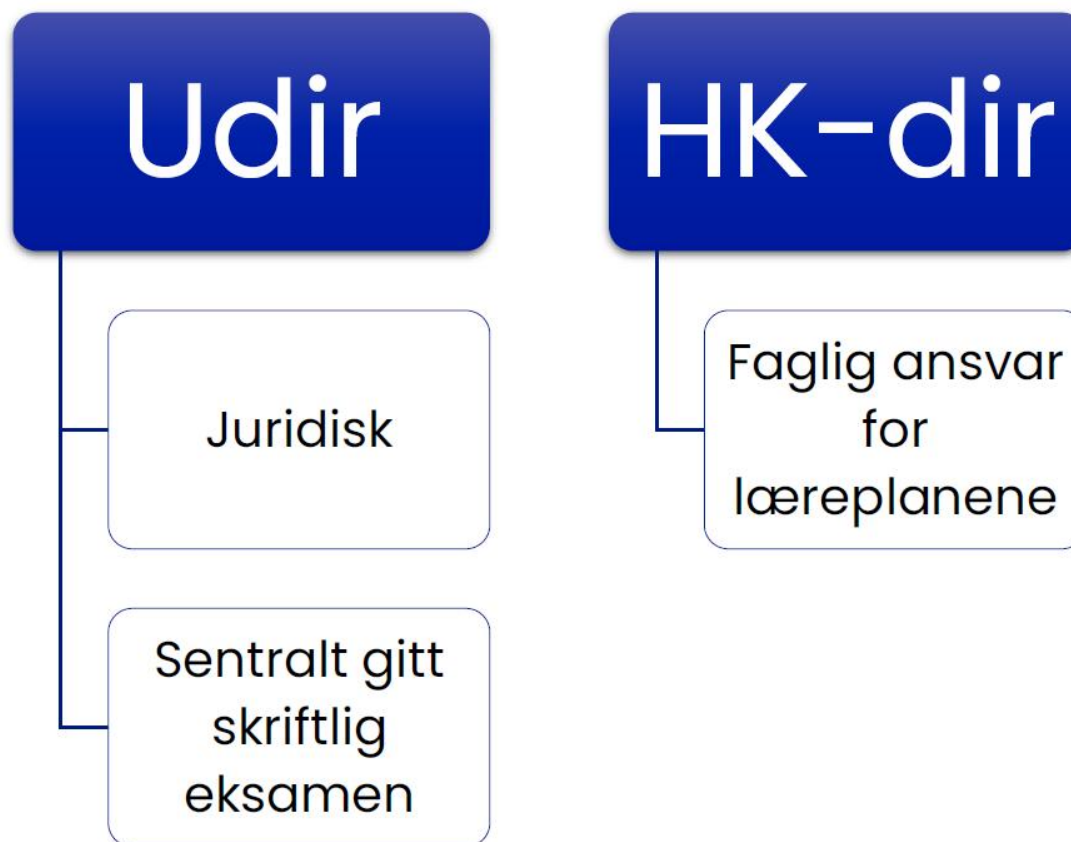 Udir
Juridisk
Sentralt gitt
skriftlig
eksamen
HK-dir
Faglig ansvar
for
læreplanene